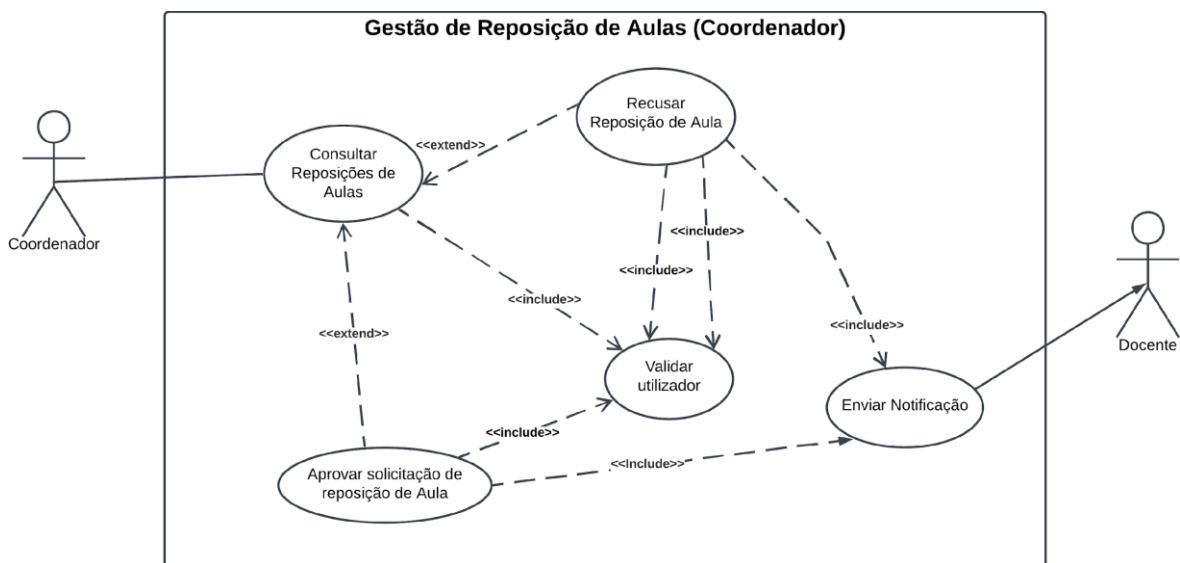 Gestão de Reposição de Aulas (Coordenador)
Recusar
Reposição de Aula
<<extend>>
Consultar
Reposições de
Aulas
Coordenador
<<include>>
<<include>>
<<include>>
<<extend>>
<<include>>
Docente
Validar
utilizador
Enviar Notificação
<<include>>
<<Include>>
Aprovar solicitação de
reposição de Aula